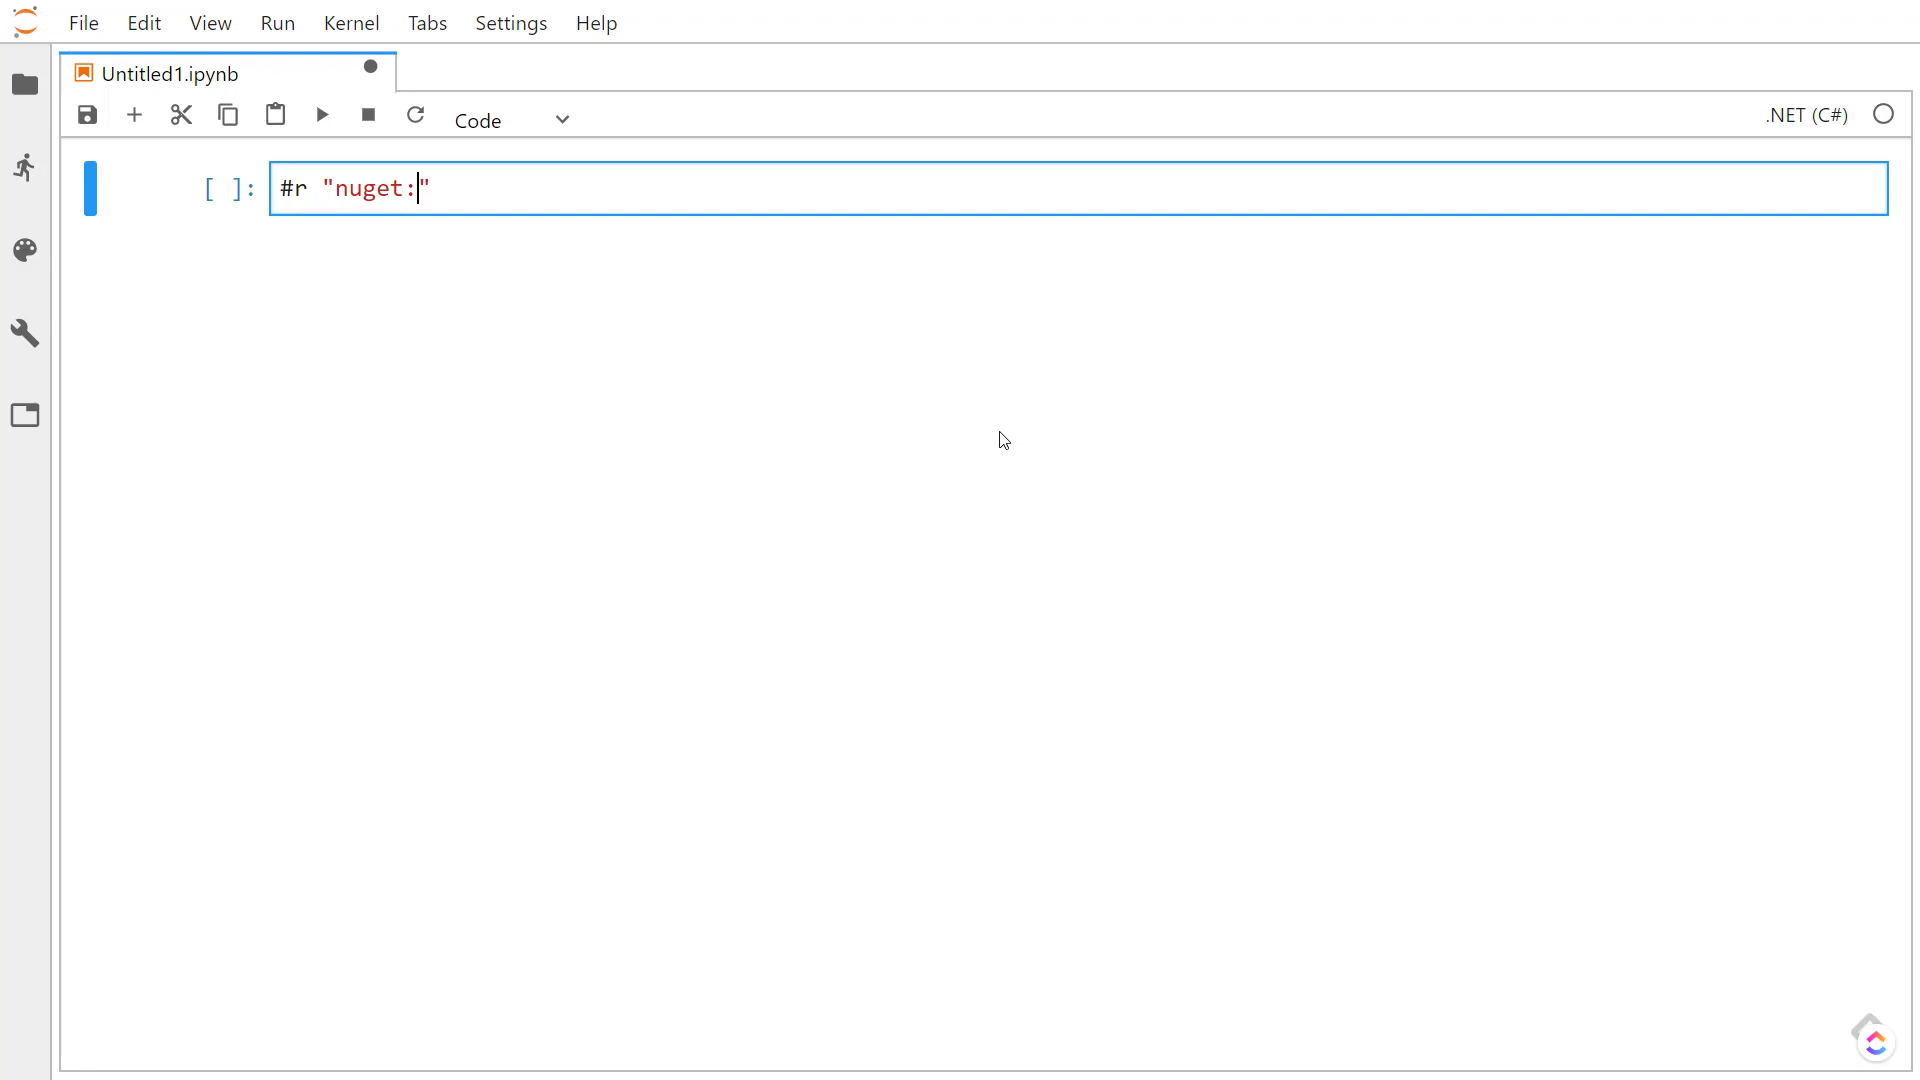 File Edit View Run Kernel Tabs Settings Help
Untitled1.ipynb
Code
.NET (C#)
[ ]: #r "nuget:"